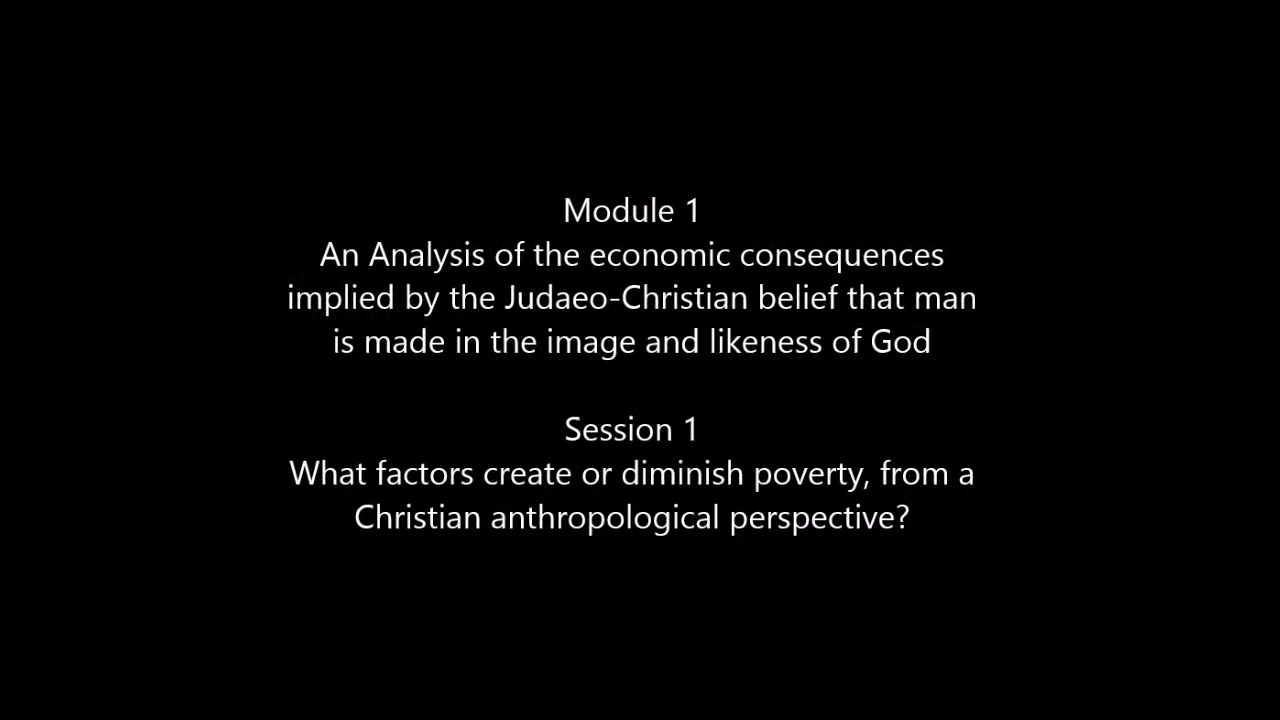 Module 1
An Analysis of the economic consequences
implied by the Judaeo-Christian belief that man
is made in the image and likeness of God
Session 1
What factors create or diminish poverty, from a
Christian anthropological perspective?